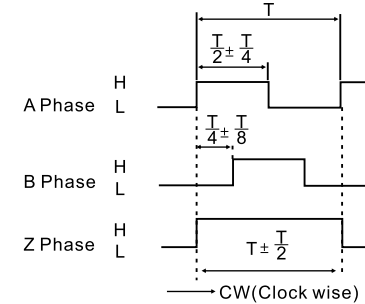 T
T/2 ± T/4
H
A Phase L
T/4 ± T/8
H
B Phase L
H
Z Phase L
T ± T/2
CW(Clock wise)